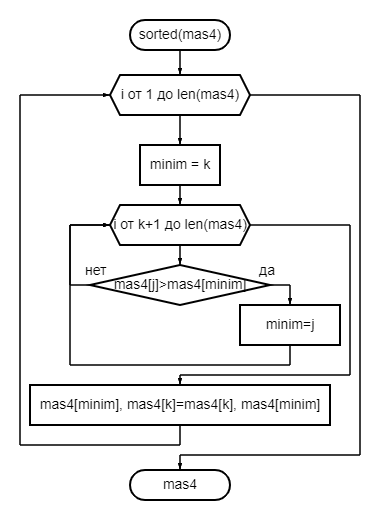 sorted(mas4)
i от 1 до len(mas4)
minim = k
i от k+1 до len(mas4)
нет
да
mas4[j]>mas4[minim]
minim=j
mas4[minim], mas4[k]=mas4[k], mas4[minim]
mas4